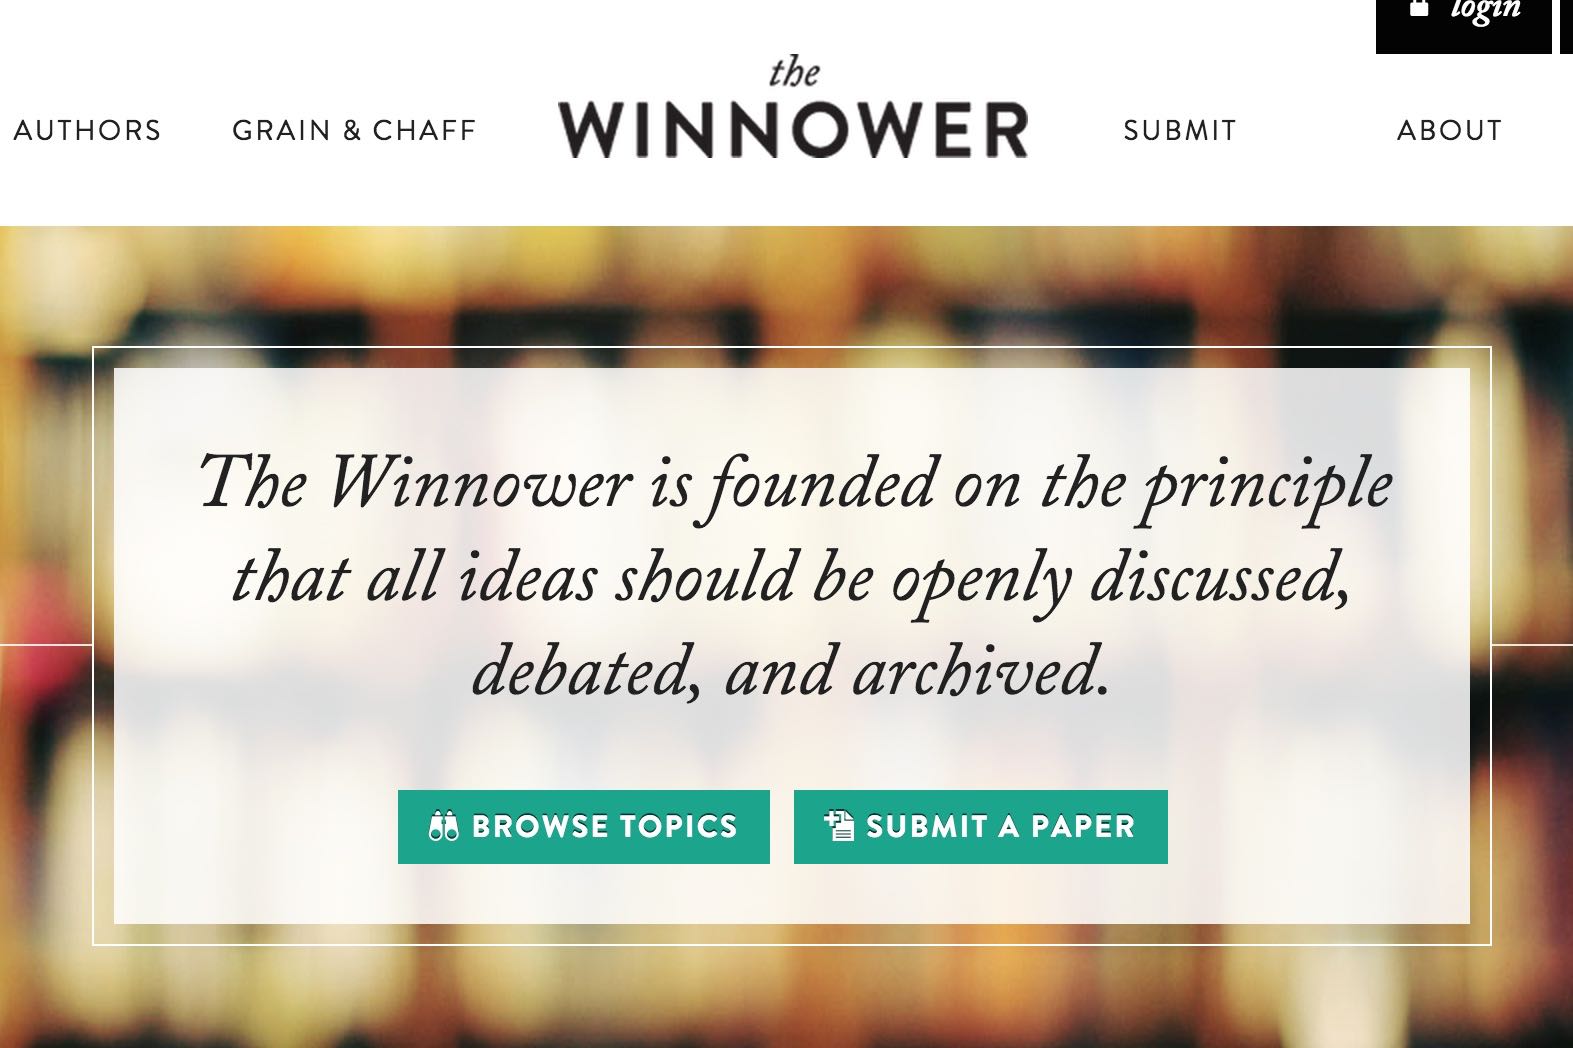 login
the
WINNOWER
AUTHORS
GRAIN & CHAFF
SUBMIT
ABOUT
The Winnower is founded on the principle
that all ideas should be openly discussed,
debated, and archived.
BROWSE TOPICS
SUBMIT A PAPER